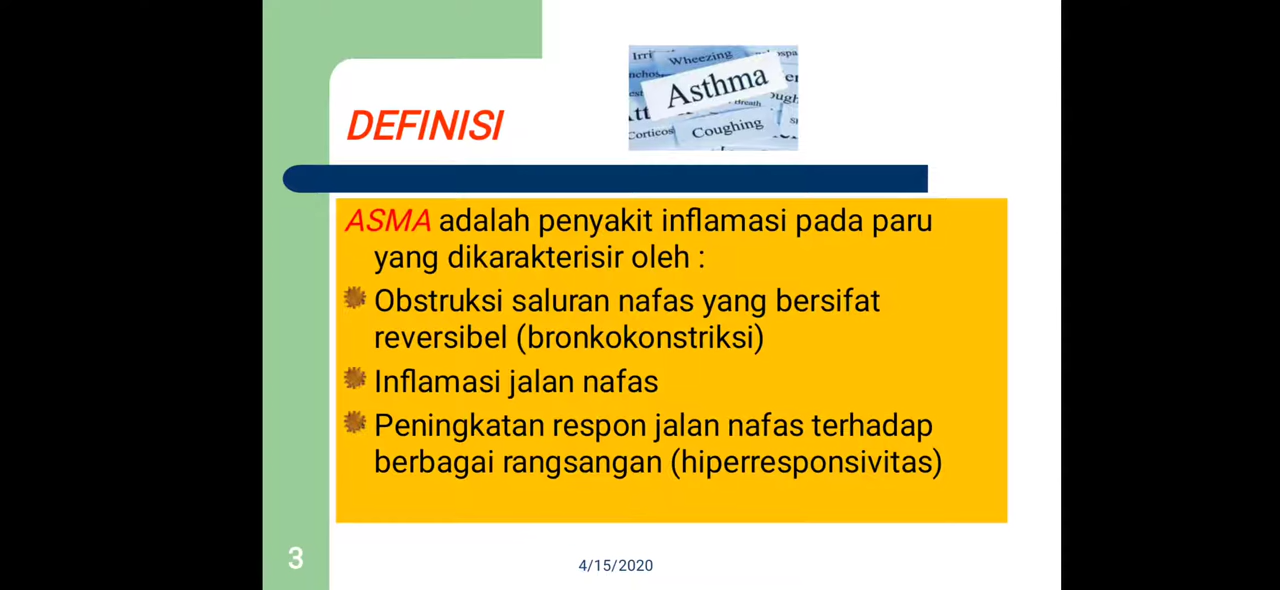 Wheezing
Asthma
Coughing
Corticos
DEFINISI
ASMA adalah penyakit inflamasi pada paru
yang dikarakterisir oleh :
Obstruksi saluran nafas yang bersifat
reversibel (bronkokonstriksi)
Inflamasi jalan nafas
Peningkatan respon jalan nafas terhadap
berbagai rangsangan (hiperresponsivitas)
3
4/15/2020